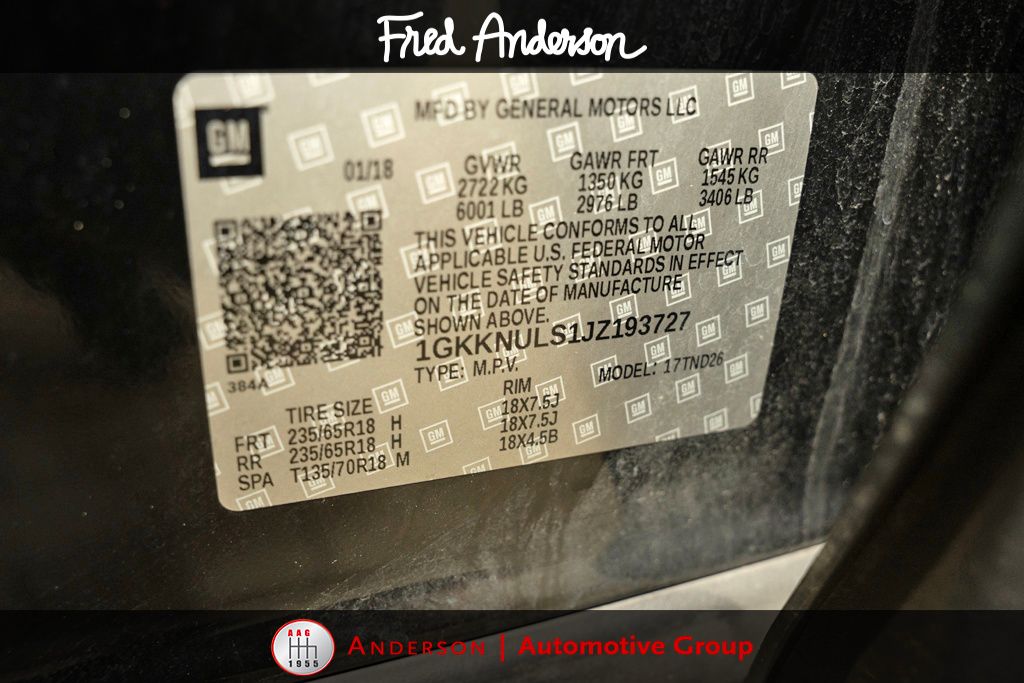 Fred Anderson
GM
MFD BY GENERAL MOTORS LLC
01/18
GVWR GAWR FRT GAWR RR
2722 KG 1350 KG 1545 KG
6001 LB 2976 LB 3406 LB
THIS VEHICLE CONFORMS TO ALL
APPLICABLE U.S. FEDERAL MOTOR
VEHICLE SAFETY STANDARDS IN EFFECT
ON THE DATE OF MANUFACTURE
SHOWN ABOVE.
1GKKNULS1JZ193727
TYPE: M.P.V. MODEL: 17TND26
384A
TIRE SIZE RIM
FRT 235/65R18 H 18X7.5J
RR 235/65R18 H 18X7.5J
SPA T135/70R18 M 18X4.5B
AAG
1955
ANDERSON | Automotive Group